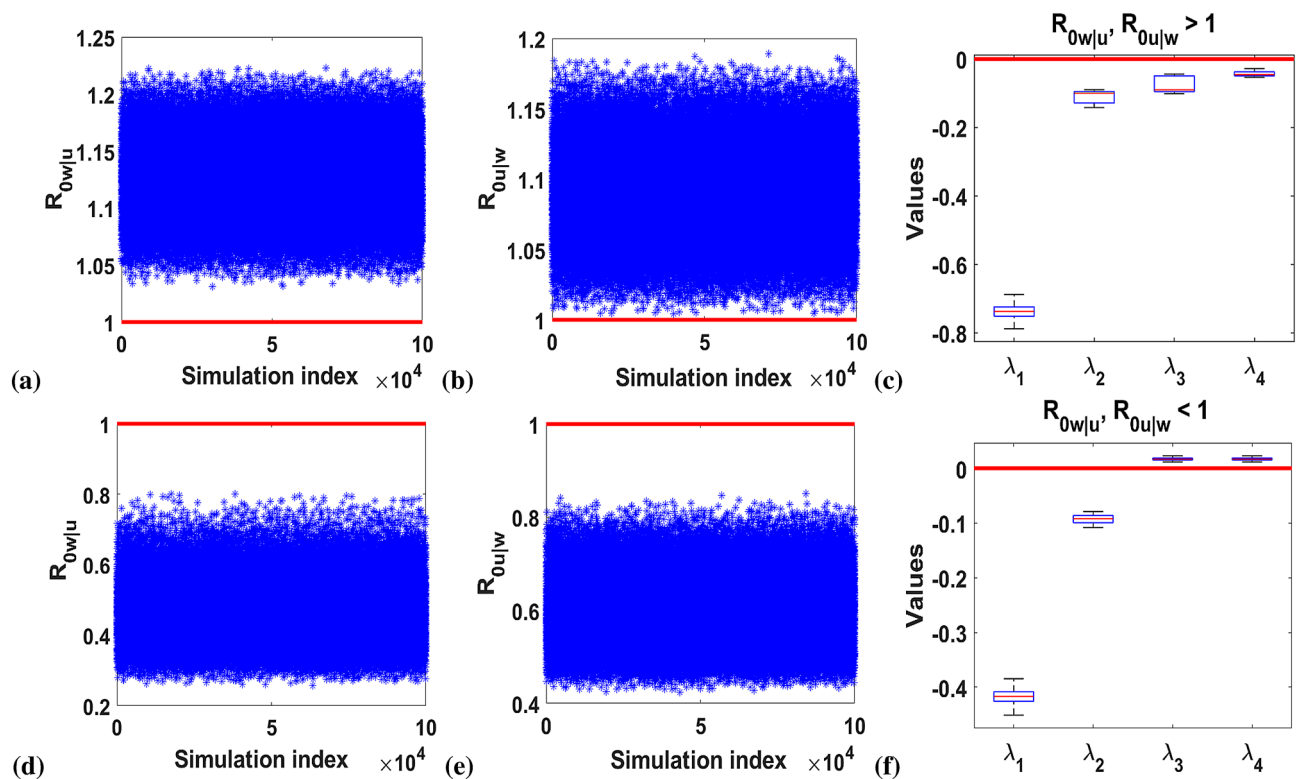 1.25
1.2
1.15
1.1
1.05
1
R0w|u
0
5
10
Simulation index
×10^4
(a)
1.2
1.15
1.1
1.05
1
R0u|w
0
5
10
Simulation index
×10^4
(b)
R0w|u, R0u|w > 1
0
-0.2
-0.4
-0.6
-0.8
Values
λ1
λ2
λ3
λ4
(c)
1
0.8
0.6
0.4
0.2
R0w|u
0
5
10
Simulation index
×10^4
(d)
1
0.8
0.6
0.4
R0u|w
0
5
10
Simulation index
×10^4
(e)
R0w|u, R0u|w < 1
0
-0.1
-0.2
-0.3
-0.4
Values
λ1
λ2
λ3
λ4
(f)